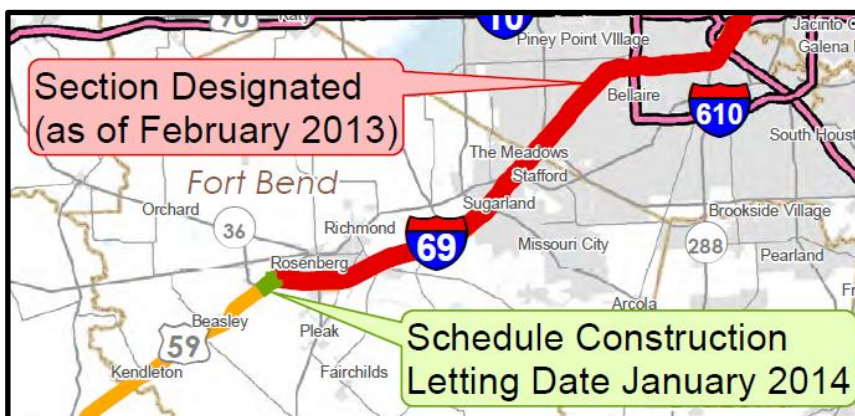 90
Katy
10
Piney Point Village
Jacinto C
Galena
Section Designated
(as of February 2013)
Bellaire
610
South Houst
The Meadows
Stafford
Fort Bend
Sugarland
Orchard
36
Richmond
69
Brookside Village
Missouri City
288
Pearland
Rosenberg
Arcola
Beasley
59
Pleak
Schedule Construction
Letting Date January 2014
Kendleton
Fairchilds